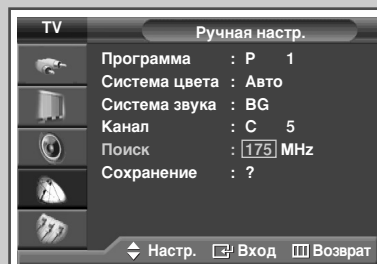 TV
Ручная настр.
Программа : P 1
Система цвета : Авто
Система звука : BG
Канал : C 5
Поиск : 175 MHz
Сохранение : ?
Настр. Вход Возврат